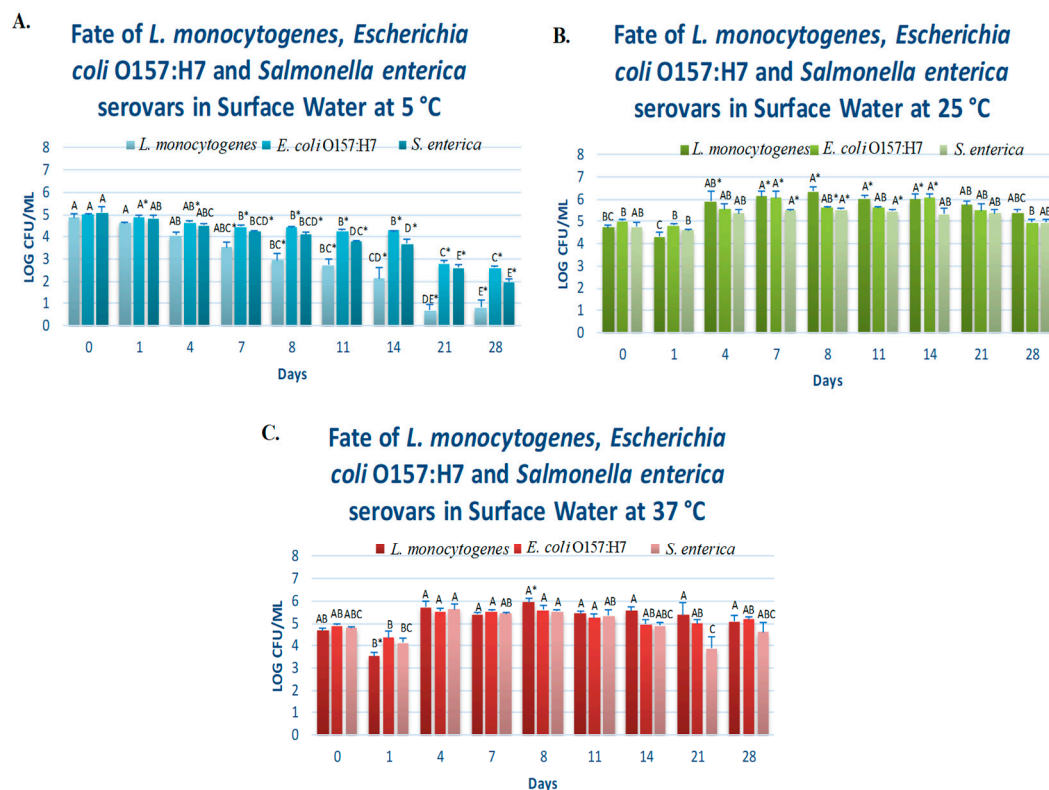 A.
Fate of L. monocytogenes, Escherichia
coli O157:H7 and Salmonella enterica
serovars in Surface Water at 5 °C
L. monocytogenes E. coli O157:H7 S. enterica
LOG CFU/ML
8
7
6
5
4
3
2
1
0
A A A
A A* AB
AB AB* ABC
ABC* B* BCD*
BC* B* BCD*
BC* B* DC*
CD* B* D*
DE* C* E*
E* C* E*
0 1 4 7 8 11 14 21 28
Days
B.
Fate of L. monocytogenes, Escherichia
coli O157:H7 and Salmonella enterica
serovars in Surface Water at 25 °C
L. monocytogenes E. coli O157:H7 S. enterica
LOG CFU/ML
8
7
6
5
4
3
2
1
0
BC B AB
C B AB
AB* AB AB
A* A* A*
A* AB* A*
A* AB A*
A* A* AB
AB AB AB
ABC B AB
0 1 4 7 8 11 14 21 28
Days
C.
Fate of L. monocytogenes, Escherichia
coli O157:H7 and Salmonella enterica
serovars in Surface Water at 37 °C
L. monocytogenes E. coli O157:H7 S. enterica
LOG CFU/ML
8
7
6
5
4
3
2
1
0
AB AB ABC
B* B BC
A A A
A A AB
A* A A
A A AB
A AB ABC
A AB C
A AB ABC
0 1 4 7 8 11 14 21 28
Days